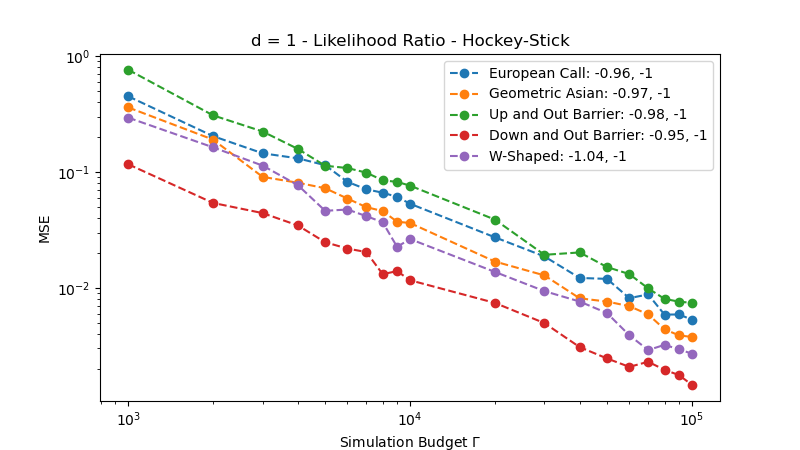 d = 1 - Likelihood Ratio - Hockey-Stick
10⁰
10⁻¹
10⁻²
MSE
European Call: -0.96, -1
Geometric Asian: -0.97, -1
Up and Out Barrier: -0.98, -1
Down and Out Barrier: -0.95, -1
W-Shaped: -1.04, -1
10³
10⁴
10⁵
Simulation Budget Γ